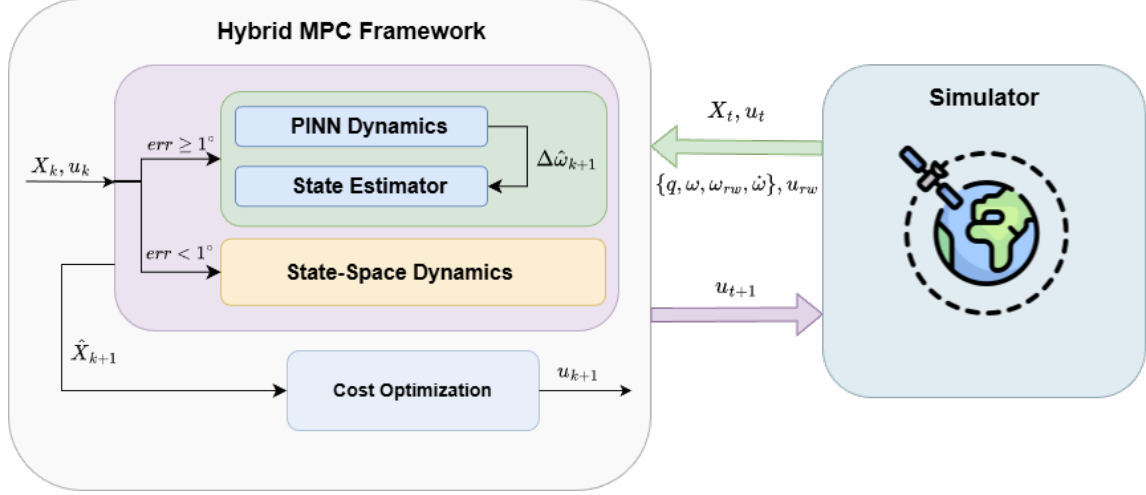 Hybrid MPC Framework
PINN Dynamics
err ≥ 1°
X_k, u_k
Δω̂_{k+1}
State Estimator
err < 1°
State-Space Dynamics
X̂_{k+1}
Cost Optimization
u_{k+1}
X_t, u_t
{q, ω, ω_{rw}, ω̇}, u_{rw}
u_{t+1}
Simulator